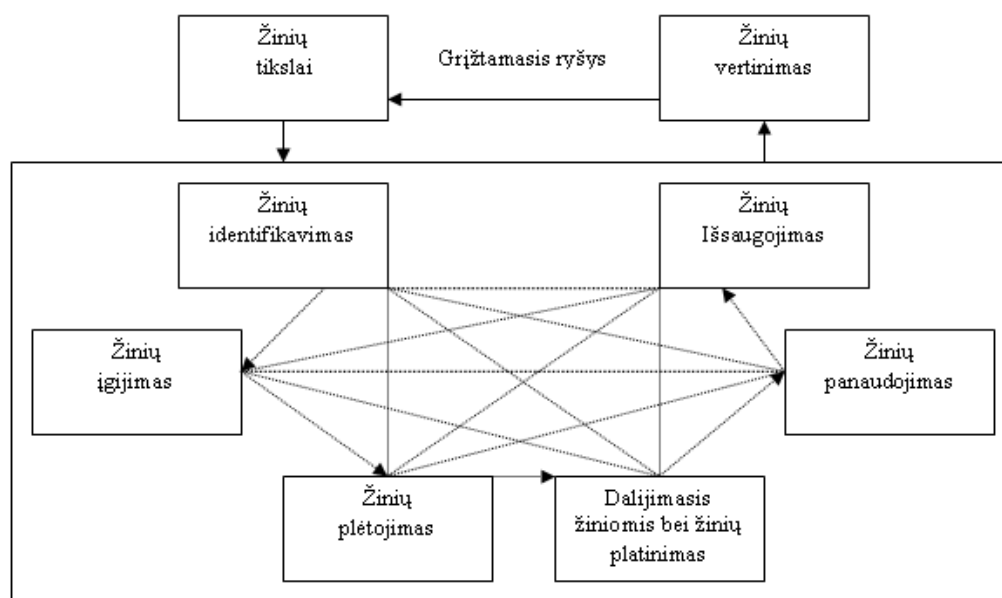 Žinių
tikslai
Grįžtamasis ryšys
Žinių
vertinimas
Žinių
identifikavimas
Žinių
Išsaugojimas
Žinių
įgijimas
Žinių
panaudojimas
Žinių
plėtojimas
Dalijimasis
žiniomis bei žinių
platinimas